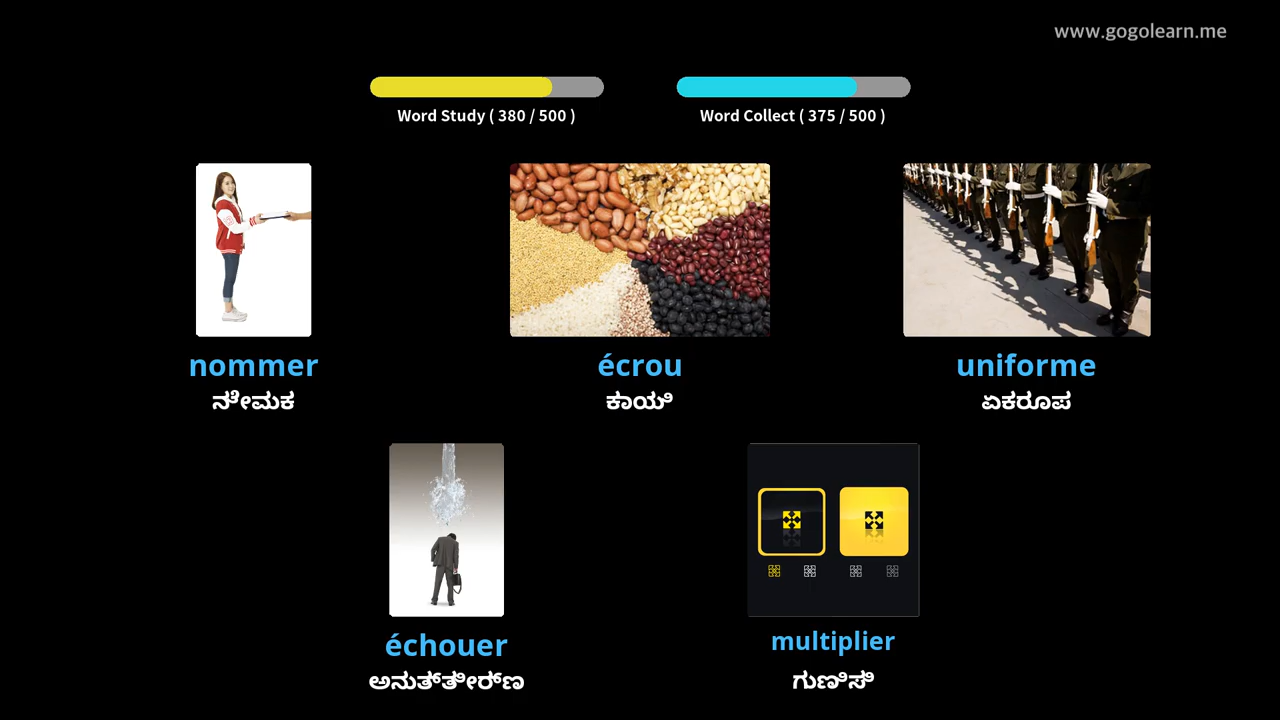 www.gogolearn.me
Word Study ( 380 / 500 )
Word Collect ( 375 / 500 )
nommer
ನೇಮಕ
écrou
ಕಾಯಿ
uniforme
ಏಕರೂಪ
échouer
ಅನುತ್ತೀರ್ಣ
multiplier
ಗುಣಿಸಿ